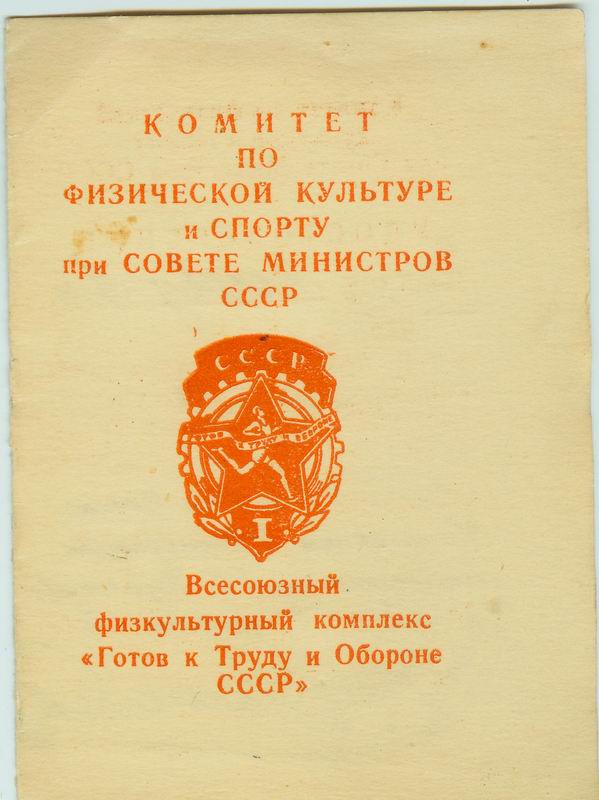 КОМИТЕТ
ПО
ФИЗИЧЕСКОЙ КУЛЬТУРЕ
и СПОРТУ
при СОВЕТЕ МИНИСТРОВ
СССР
СССР
ГОТОВ К ТРУДУ И ОБОРОНЕ
I
Всесоюзный
физкультурный комплекс
«Готов к Труду и Обороне
СССР»